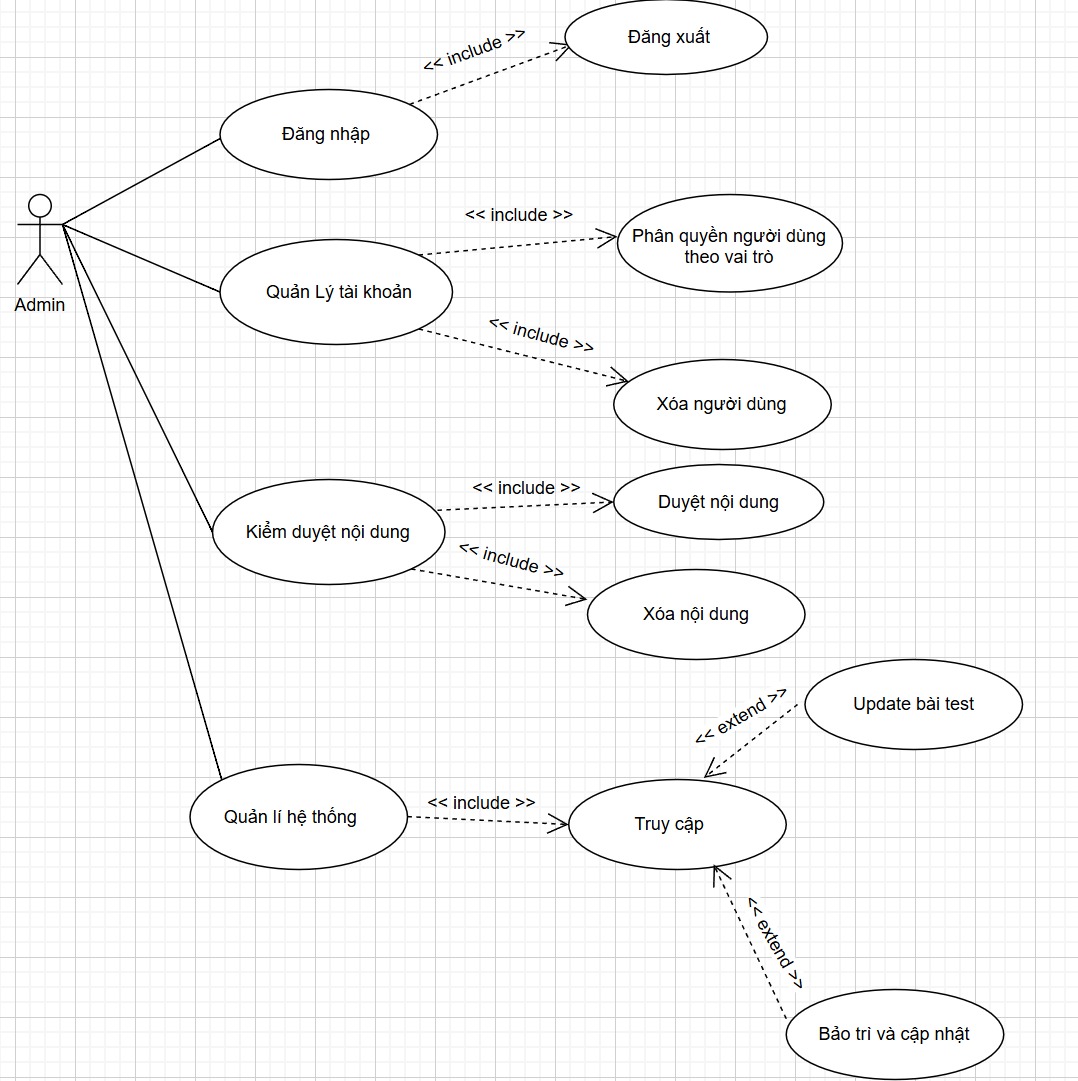 << include >>
Đăng xuất
Đăng nhập
Admin
<< include >>
Phân quyền người dùng
theo vai trò
Quản Lý tài khoản
<< include >>
Xóa người dùng
<< include >>
Duyệt nội dung
Kiểm duyệt nội dung
<< include >>
Xóa nội dung
<< extend >>
Update bài test
Quản lí hệ thống
<< include >>
Truy cập
<< extend >>
Bảo trì và cập nhật